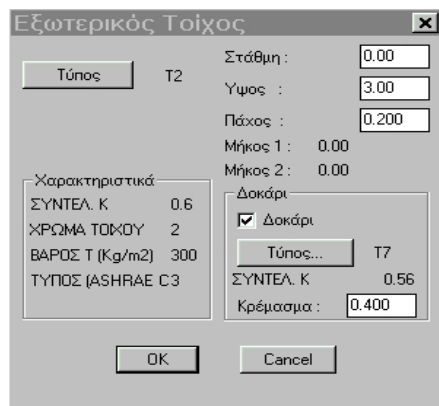 Εξωτερικός Τοίχος
Τύπος T2
Στάθμη : 0.00
Υψος : 3.00
Πάχος : 0.200
Μήκος 1 : 0.00
Μήκος 2 : 0.00
Χαρακτηριστικά
ΣΥΝΤΕΛ. Κ 0.6
ΧΡΩΜΑ ΤΟΙΧΟΥ 2
ΒΑΡΟΣ Τ (Kg/m2) 300
ΤΥΠΟΣ (ASHRAE C3
Δοκάρι
Δοκάρι
Τύπος... T7
ΣΥΝΤΕΛ. Κ 0.56
Κρέμασμα : 0.400
OK Cancel